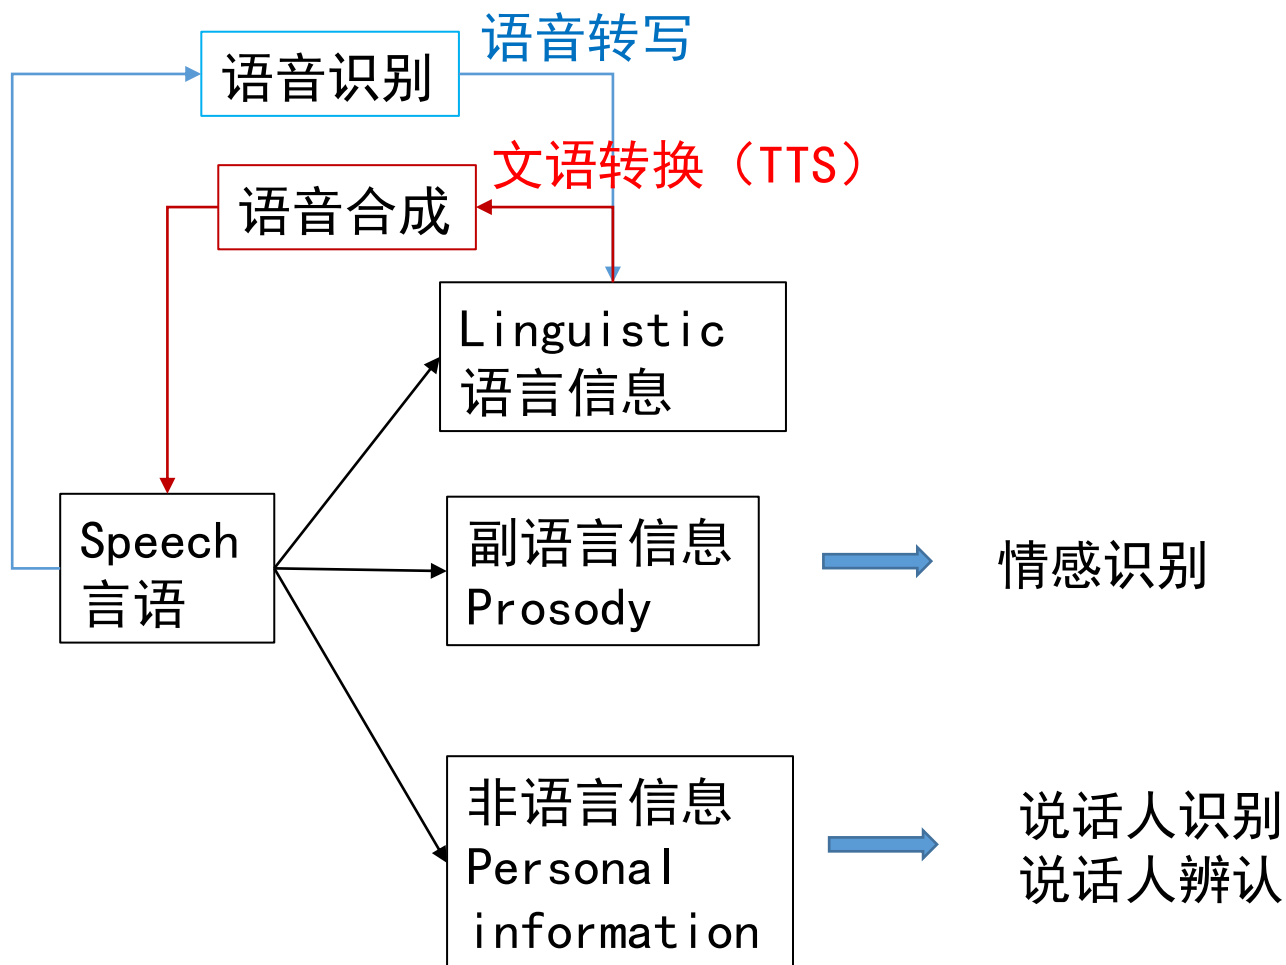 语音转写
语音识别
文语转换（TTS）
语音合成
Linguistic
语言信息
Speech
言语
副语言信息
Prosody
情感识别
非语言信息
Personal
information
说话人识别
说话人辨认